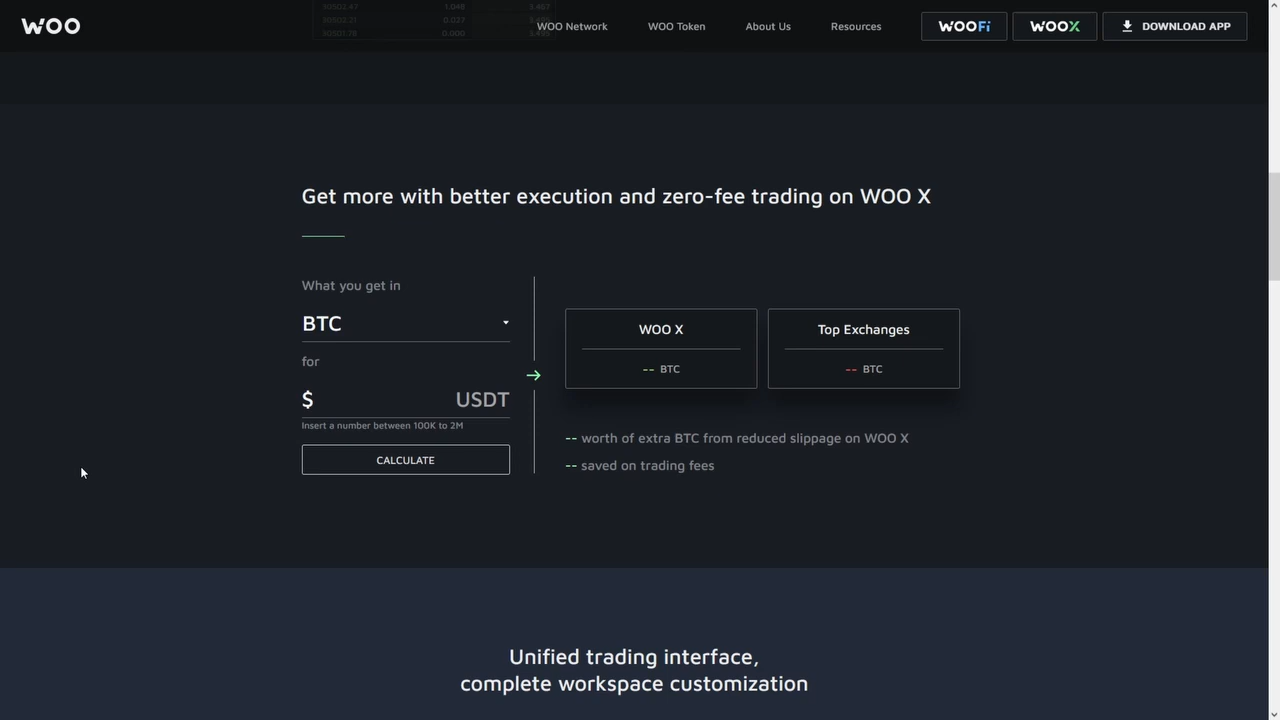 WOO
WOO Network
WOO Token
About Us
Resources
WOOFi
WOOX
DOWNLOAD APP
Get more with better execution and zero-fee trading on WOO X
What you get in
BTC
for
$ USDT
Insert a number between 100K to 2M
CALCULATE
WOO X
-- BTC
Top Exchanges
-- BTC
-- worth of extra BTC from reduced slippage on WOO X
-- saved on trading fees
Unified trading interface,
complete workspace customization